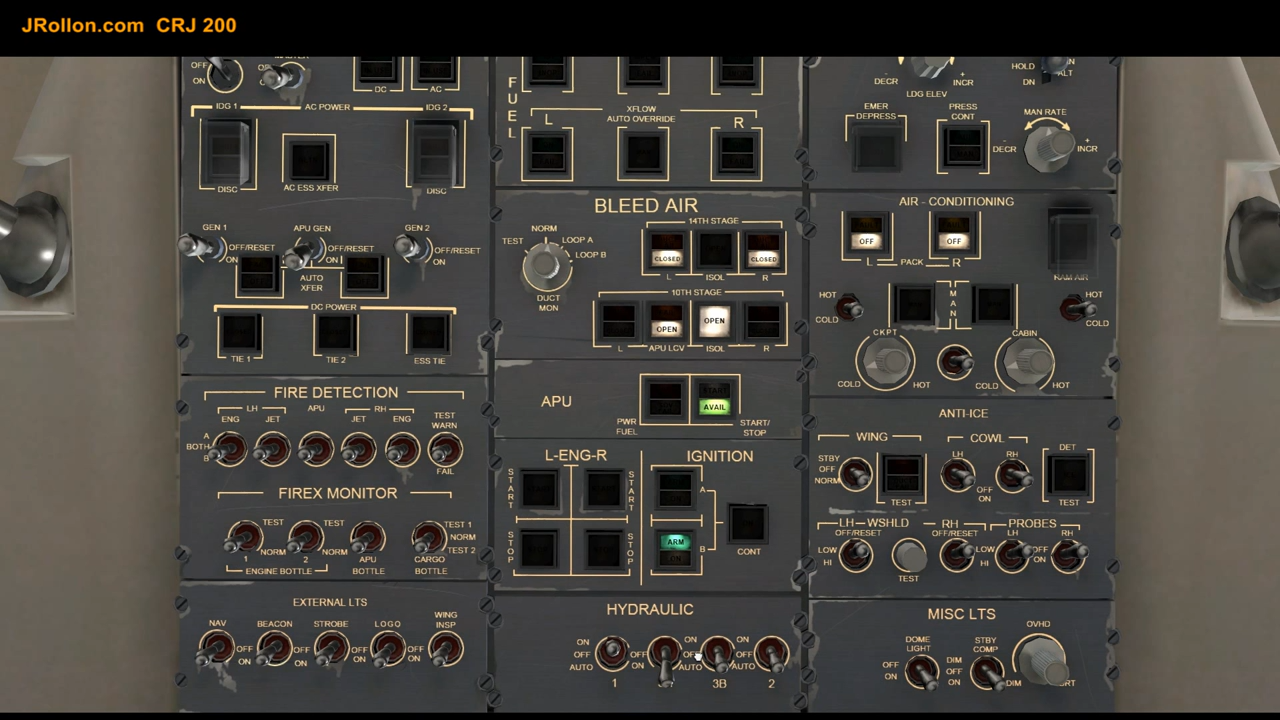 JRollon.com CRJ 200
OFF
ON
MASTER
DC
AC
IDG 1
AC POWER
IDG 2
DISC
AC ESS XFER
DISC
GEN 1
APU GEN
GEN 2
OFF/RESET
ON
OFF/RESET
ON
OFF/RESET
ON
AUTO
XFER
DC POWER
TIE 1
TIE 2
ESS TIE
FIRE DETECTION
LH
APU
RH
TEST
WARN
ENG
JET
JET
ENG
A
BOTH
B
FAIL
FIREX MONITOR
TEST
NORM
TEST
NORM
2
TEST 1
NORM
TEST 2
ENGINE BOTTLE
APU
BOTTLE
CARGO
BOTTLE
EXTERNAL LTS
NAV
BEACON
STROBE
LOGO
WING
INSP
OFF
ON
OFF
ON
OFF
ON
OFF
ON
FUEL
XFLOW
L
AUTO OVERRIDE
R
BLEED AIR
NORM
TEST
LOOP A
LOOP B
DUCT
MON
14TH STAGE
CLOSED
CLOSED
L
ISOL
R
10TH STAGE
OPEN
OPEN
L
APU LCV
ISOL
R
APU
START
AVAIL
PWR
FUEL
START/
STOP
L-ENG-R
START
START
STOP
STOP
IGNITION
A
ARM
ON
B
CONT
HYDRAULIC
ON
OFF
AUTO
OFF
ON
ON
OFF
AUTO
ON
OFF
AUTO
1
3B
2
DECR
INCR
LDG ELEV
HOLD
DN
ALT
EMER
DEPRESS
PRESS
CONT
MAN RATE
DECR
INCR
AIR - CONDITIONING
OFF
OFF
L
PACK
R
RAM AIR
HOT
COLD
MAN
HOT
COLD
CKPT
CABIN
COLD
HOT
COLD
HOT
ANTI-ICE
WING
COWL
DET
STBY
OFF
NORM
TEST
LH
RH
OFF
ON
TEST
LH
WSHLD
RH
PROBES
OFF/RESET
OFF/RESET
LH
RH
LOW
HI
TEST
LOW
HI
OFF
ON
MISC LTS
DOME
LIGHT
STBY
COMP
OVHD
OFF
ON
DIM
OFF
ON
DIM